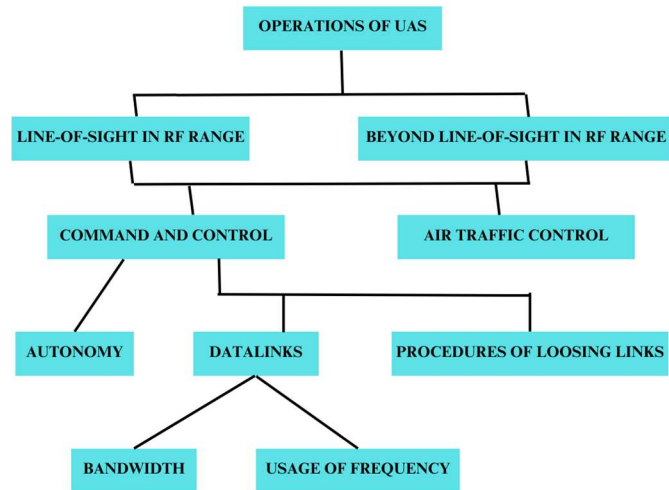 OPERATIONS OF UAS
LINE-OF-SIGHT IN RF RANGE
BEYOND LINE-OF-SIGHT IN RF RANGE
COMMAND AND CONTROL
AIR TRAFFIC CONTROL
AUTONOMY
DATALINKS
PROCEDURES OF LOOSING LINKS
BANDWIDTH
USAGE OF FREQUENCY